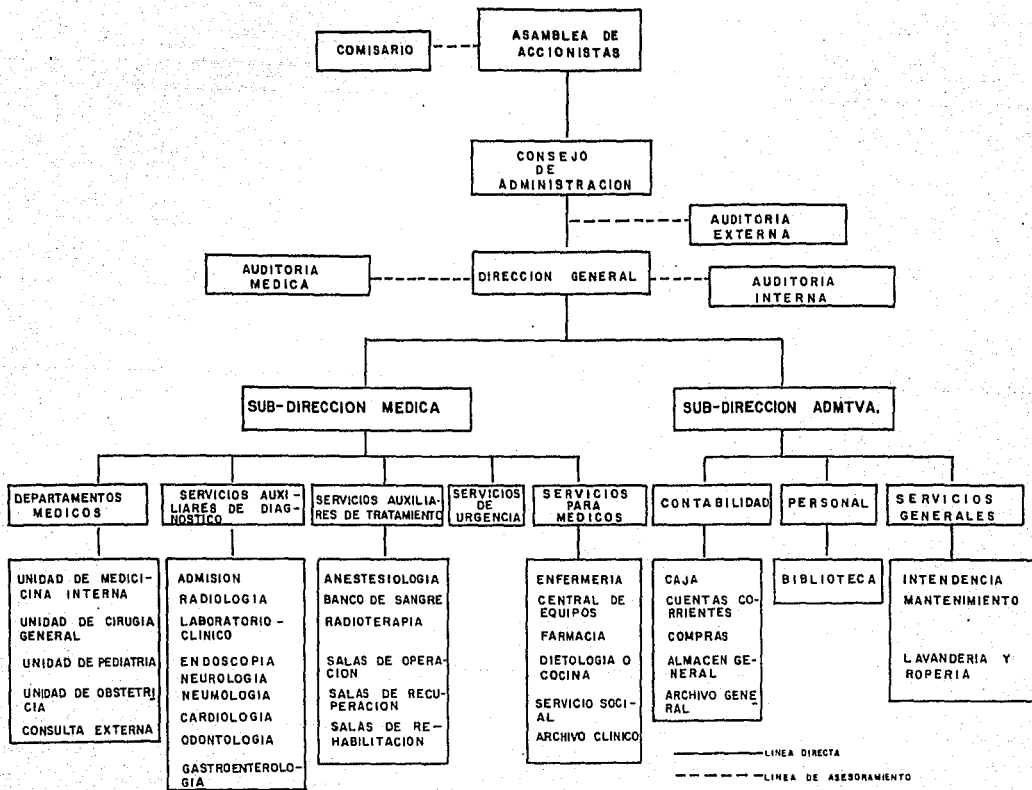 ASAMBLEA DE
ACCIONISTAS
COMISARIO
CONSEJO
DE
ADMINISTRACION
AUDITORIA
EXTERNA
AUDITORIA
MEDICA
DIRECCION GENERAL
AUDITORIA
INTERNA
SUB-DIRECCION MEDICA
SUB-DIRECCION ADMTVA.
DEPARTAMENTOS
MEDICOS
SERVICIOS AUXI-
LIARES DE DIAG-
NOSTICO
SERVICIOS AUXILIA-
RES DE TRATAMIENTO
SERVICIOS
DE
URGENCIA
SERVICIOS
PARA
MEDICOS
CONTABILIDAD
PERSONAL
SERVICIOS
GENERALES
UNIDAD DE MEDICI-
CINA INTERNA
UNIDAD DE CIRUGIA
GENERAL
UNIDAD DE PEDIATRIA
UNIDAD DE OBSTETRI
CIA
CONSULTA EXTERNA
ADMISION
RADIOLOGIA
LABORATORIO-
CLINICO
ENDOSCOPIA
NEUROLOGIA
NEUMOLOGIA
CARDIOLOGIA
ODONTOLOGIA
GASTROENTEROLO-
GIA
ANESTESIOLOGIA
BANCO DE SANGRE
RADIOTERAPIA
SALAS DE OPERA-
CION
SALAS DE RECU-
PERACION
SALAS DE RE-
HABILITACION
ENFERMERIA
CENTRAL DE
EQUIPOS
FARMACIA
DIETOLOGIA O
COCINA
SERVICIO SOCI-
AL
ARCHIVO CLINICO
CAJA
CUENTAS CO-
RRIENTES
COMPRAS
ALMACEN GE-
NERAL
ARCHIVO GENE
RAL
BIBLIOTECA
INTENDENCIA
MANTENIMIENTO
LAVANDERIA Y
ROPERIA
LINEA DIRECTA
LINEA DE ASESORAMIENTO